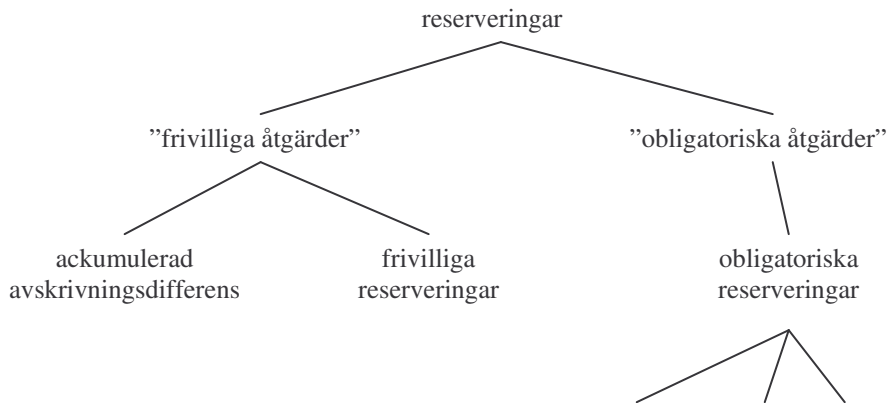 reserveringar
”frivilliga åtgärder”
”obligatoriska åtgärder”
ackumulerad
avskrivningsdifferens
frivilliga
reserveringar
obligatoriska
reserveringar